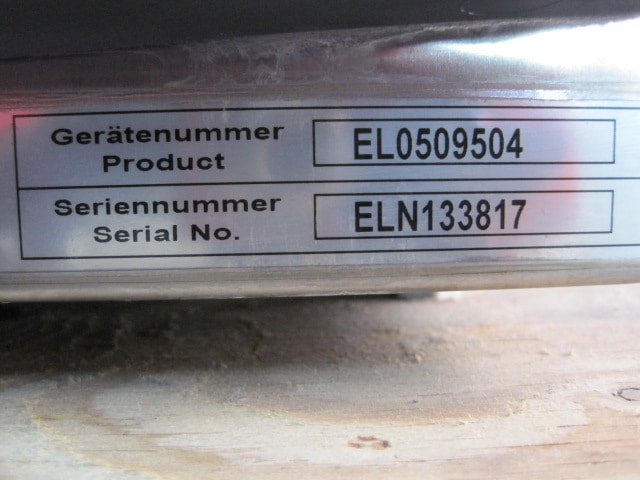 Gerätenummer
Product
EL0509504
Seriennummer
Serial No.
ELN133817